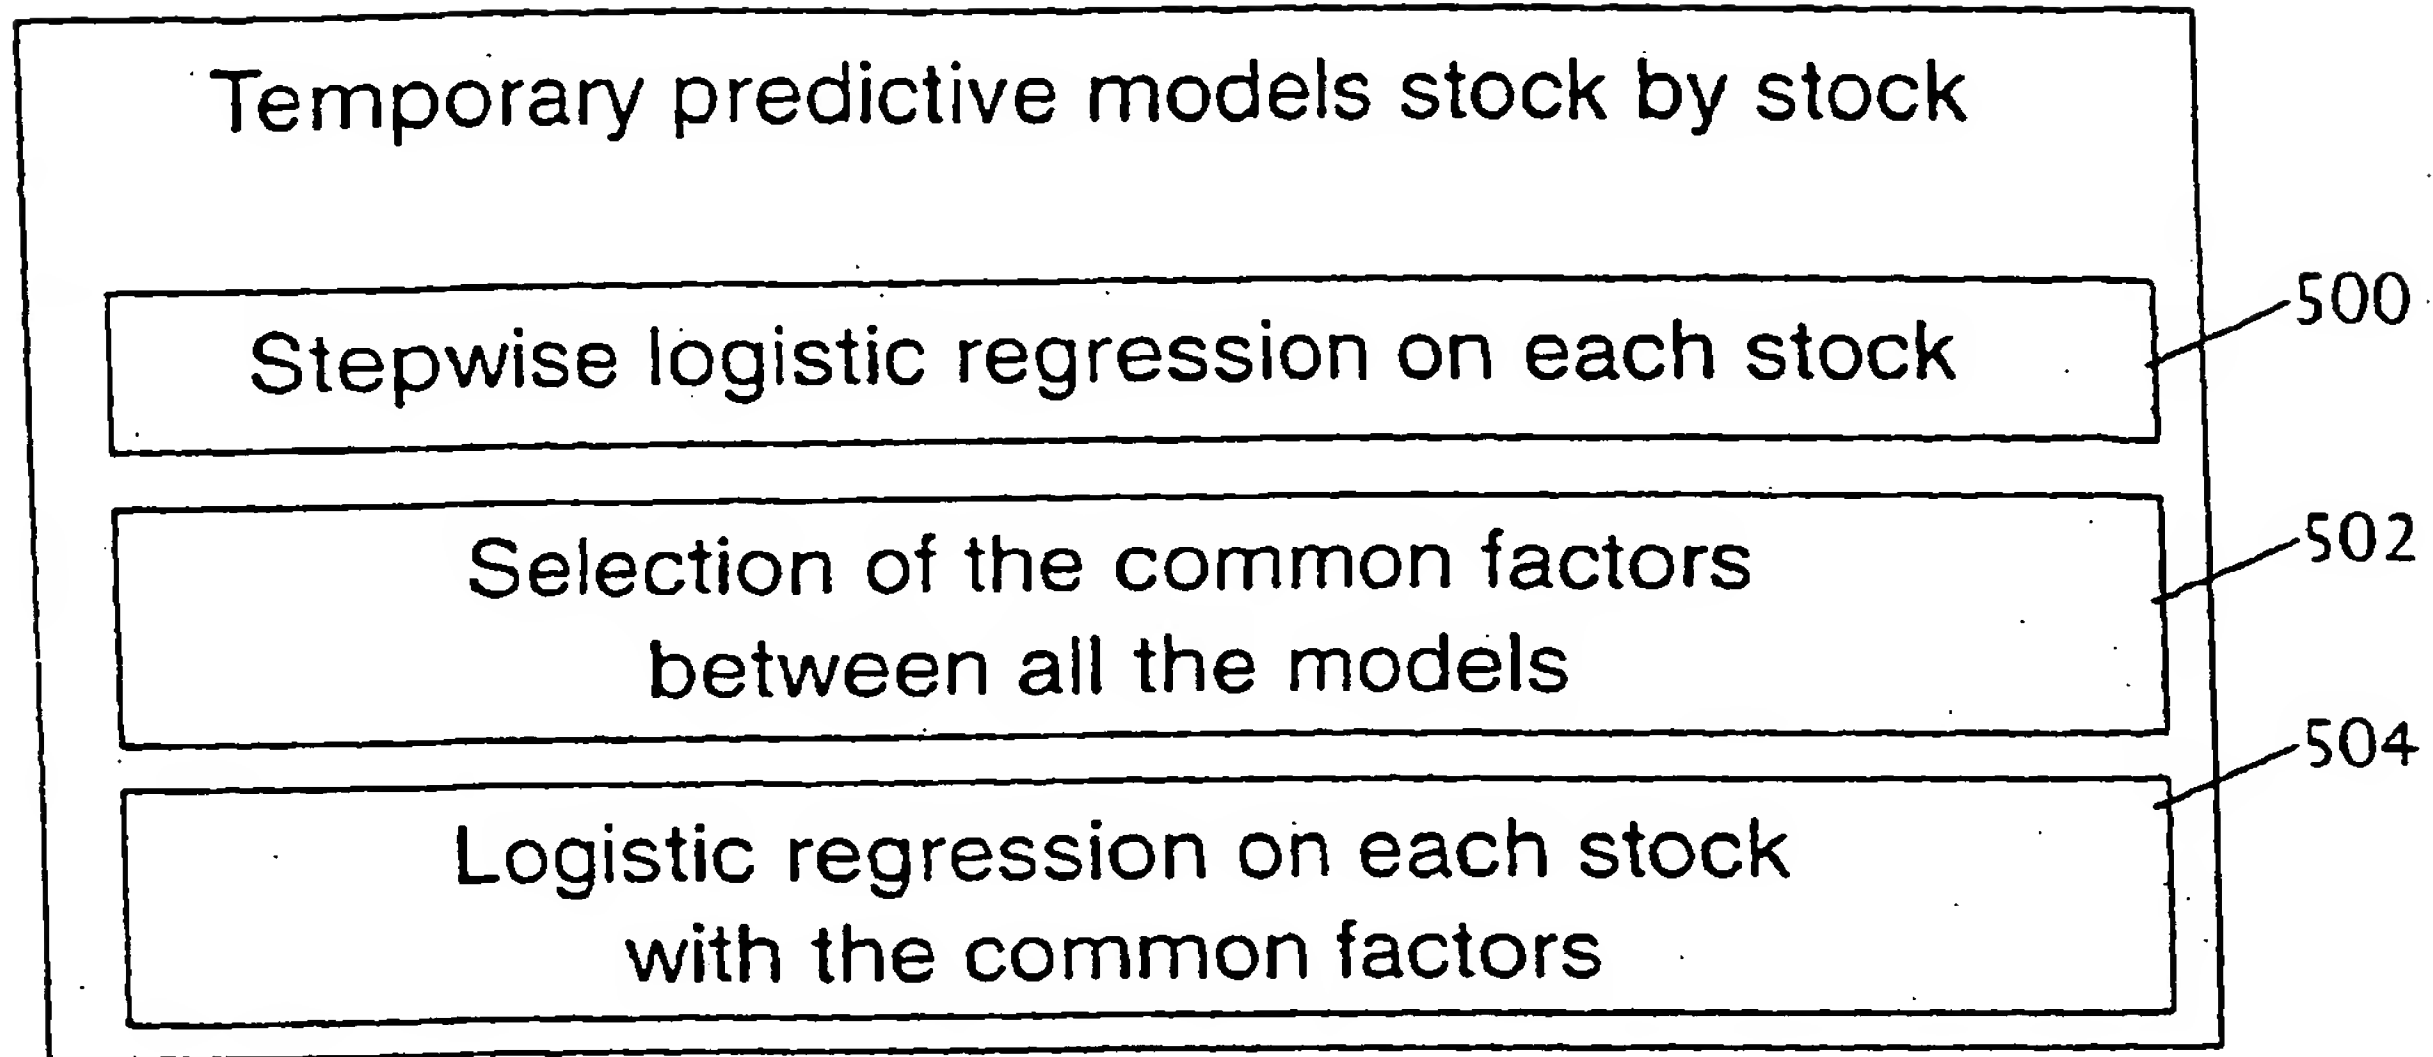 Temporary predictive models stock by stock
500
Stepwise logistic regression on each stock
502
Selection of the common factors
between all the models
504
Logistic regression on each stock
with the common factors